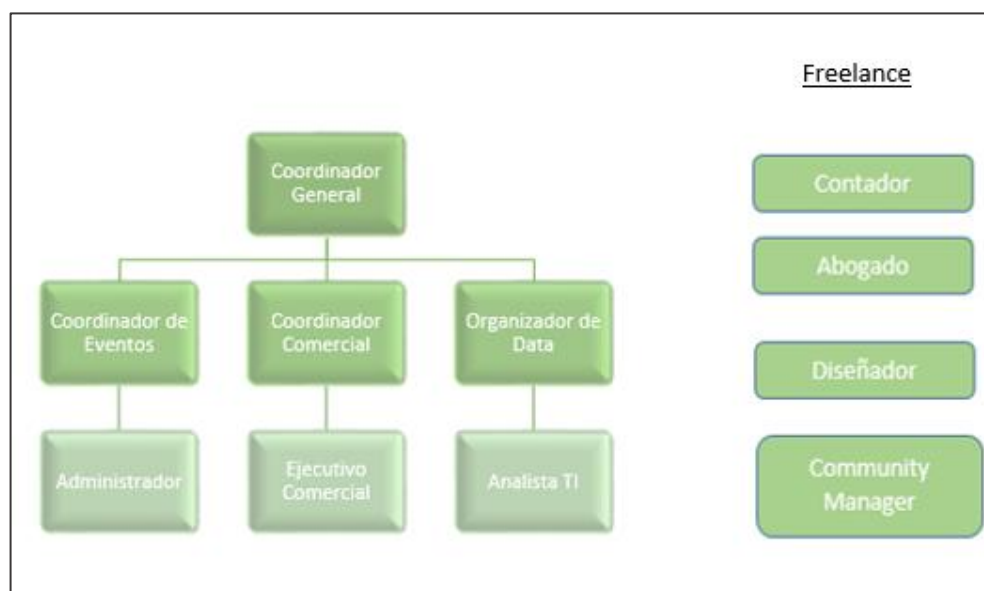 Freelance
Coordinador
General
Coordinador de
Eventos
Coordinador
Comercial
Organizador de
Data
Administrador
Ejecutivo
Comercial
Analista TI
Contador
Abogado
Diseñador
Community
Manager